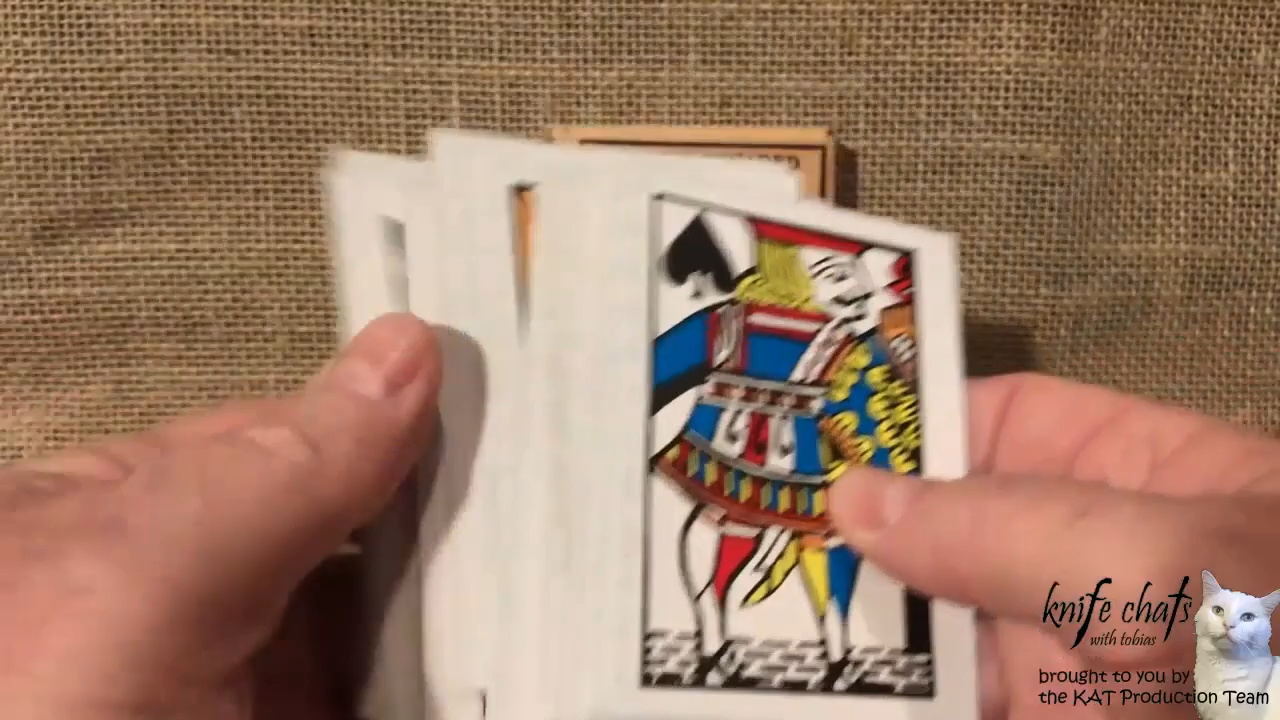 knife chats
with tobias
brought to you by
the KAT Production Team